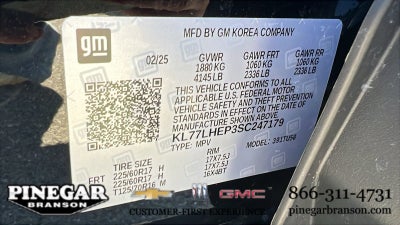 gm
MFD BY GM KOREA COMPANY
02/25 GVWR GAWR FRT GAWR RR
1880 KG 1060 KG 1060 KG
4145 LB 2336 LB 2336 LB
THIS VEHICLE CONFORMS TO ALL
APPLICABLE U.S. FEDERAL MOTOR
VEHICLE SAFETY, BUMPER, AND THEFT
PREVENTION STANDARDS IN EFFECT
ON THE DATE OF MANUFACTURE
SHOWN ABOVE.
KL77LHEP3SC247179
TYPE: MPV MODEL:
TIRE SIZE RIM
FRT 225/60R17 H 17X7.5J
225/60R17 H 17X7.5J
T125/70R16 M 16X4BT
PINEGAR
BRANSON
GMC
CUSTOMER-FIRST EXPERIENCE
866-311-4731
pinegarbranson.com